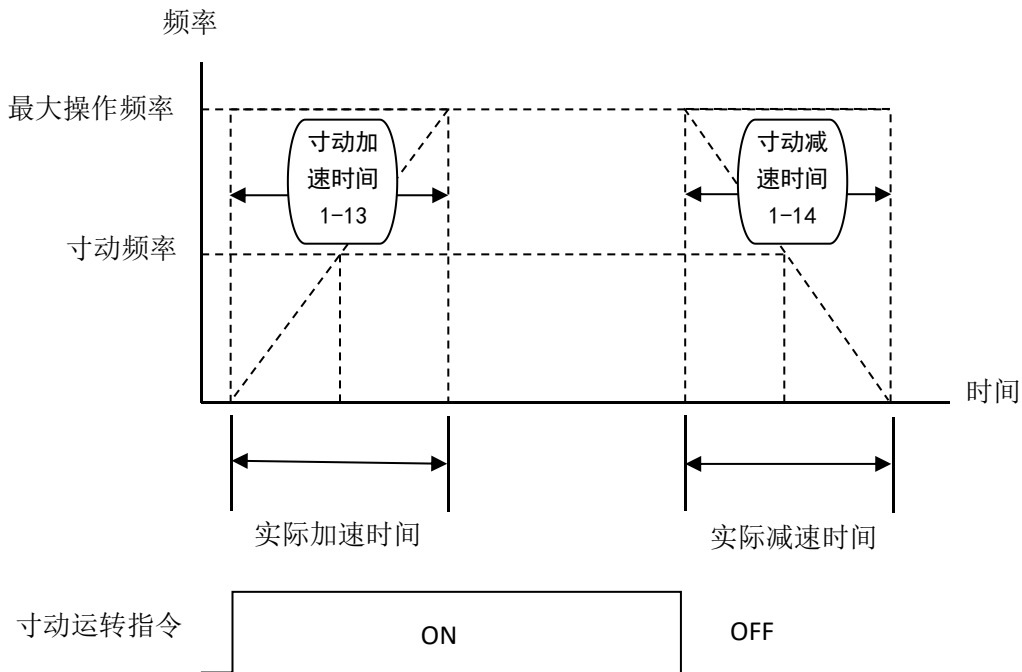 频率
最大操作频率
寸动加
速时间
1-13
寸动减
速时间
1-14
寸动频率
时间
实际加速时间
实际减速时间
寸动运转指令
ON
OFF